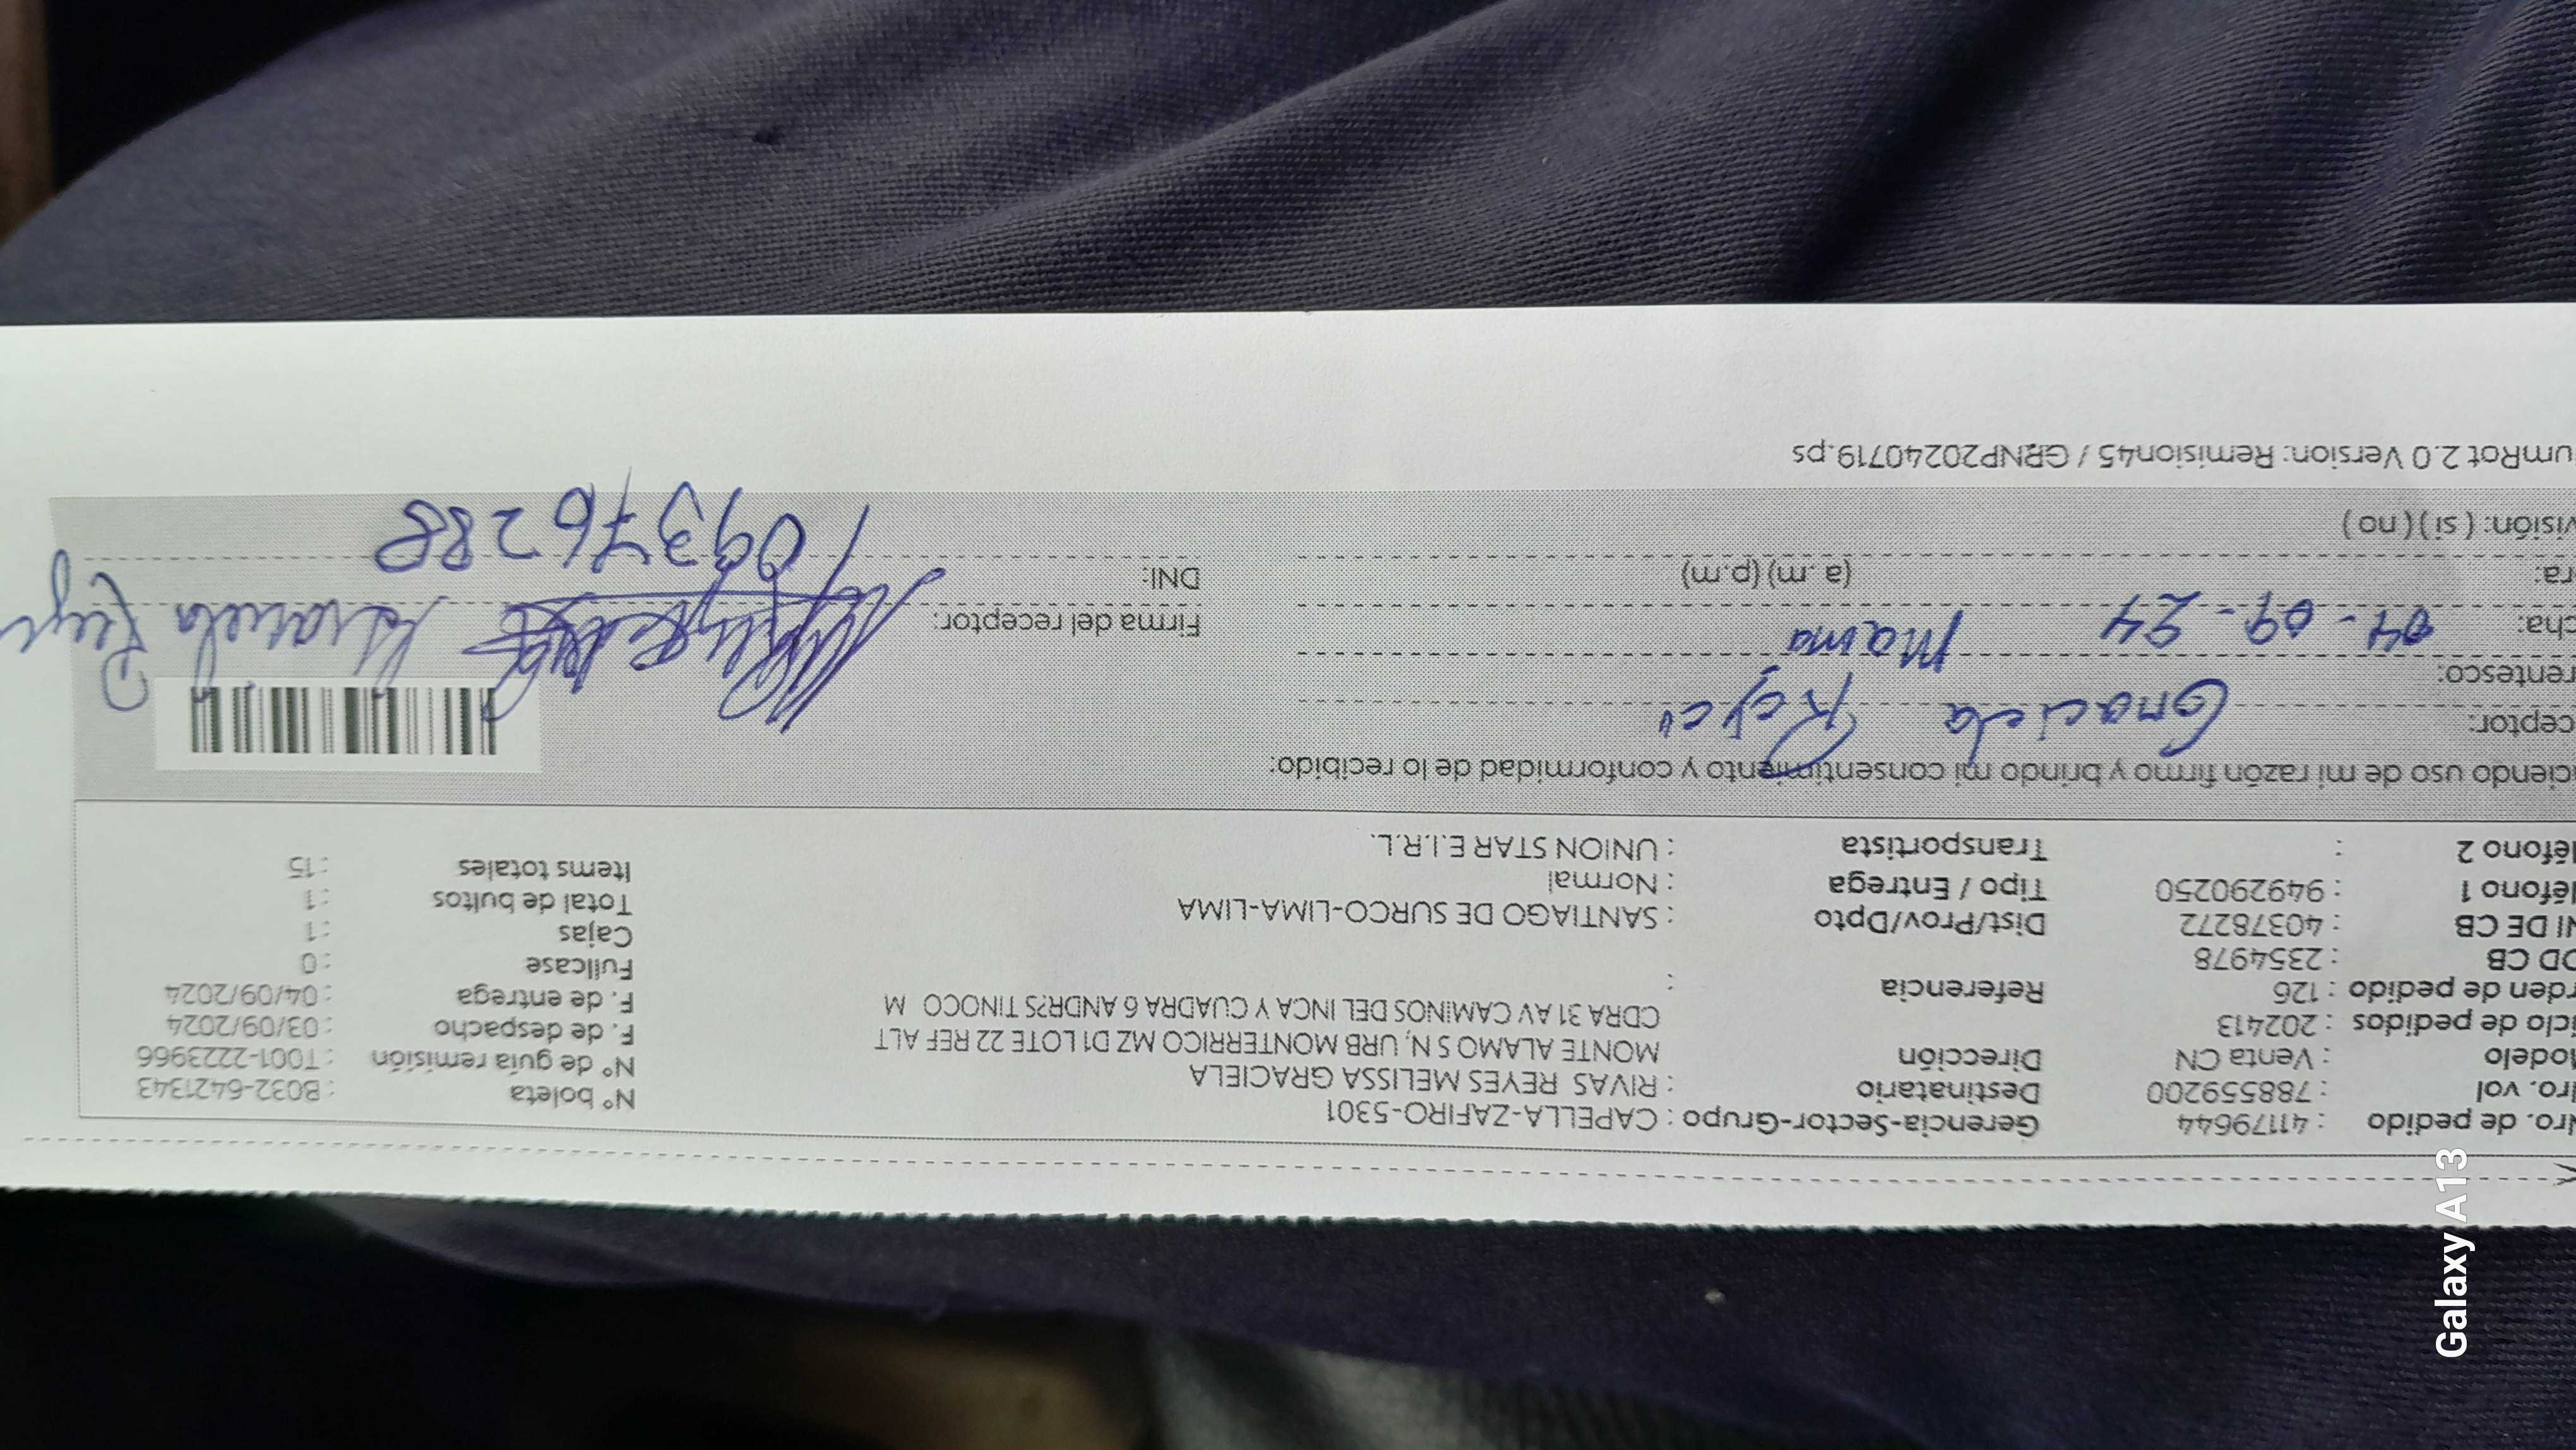 Nro. de pedido : 41179644 Gerencia-Sector-Grupo : CAPELLA-ZAFIRO-5301 N° boleta : B032-6421343
Nro. vol : 788559200 Destinatario : RIVAS REYES MELISSA GRACIELA N° de guía remisión : T001-2223966
Modelo : Venta CN Dirección MONTE ALAMO S N, URB MONTERRICO MZ D1 LOTE 22 REF ALT F. de despacho : 03/09/2024
iclo de pedidos : 202413 CDRA 31 AV CAMINOS DEL INCA Y CUADRA 6 ANDR?S TINOCO M F. de entrega : 04/09/2024
rden de pedido : 126 Referencia : Fullcase : 0
OD CB : 2354978 Cajas : 1
NI DE CB : 40378272 Dist/Prov/Dpto : SANTIAGO DE SURCO-LIMA-LIMA Total de bultos : 1
léfono 1 : 949290250 Tipo / Entrega : Normal Items totales : 15
léfono 2 : Transportista : UNION STAR E.I.R.L.
ciendo uso de mi razón firmo y brindo mi consentimiento y conformidad de lo recibido:
ceptor: Graciela
rentesco: Mama
cha: 04-09-24 Firma del receptor: Graciela
ra: (a .m) (p.m) DNI: 09376288
visión: ( si ) ( no )
umRot 2.0 Version: Remision45 / GRNP20240719.ps
Galaxy A13